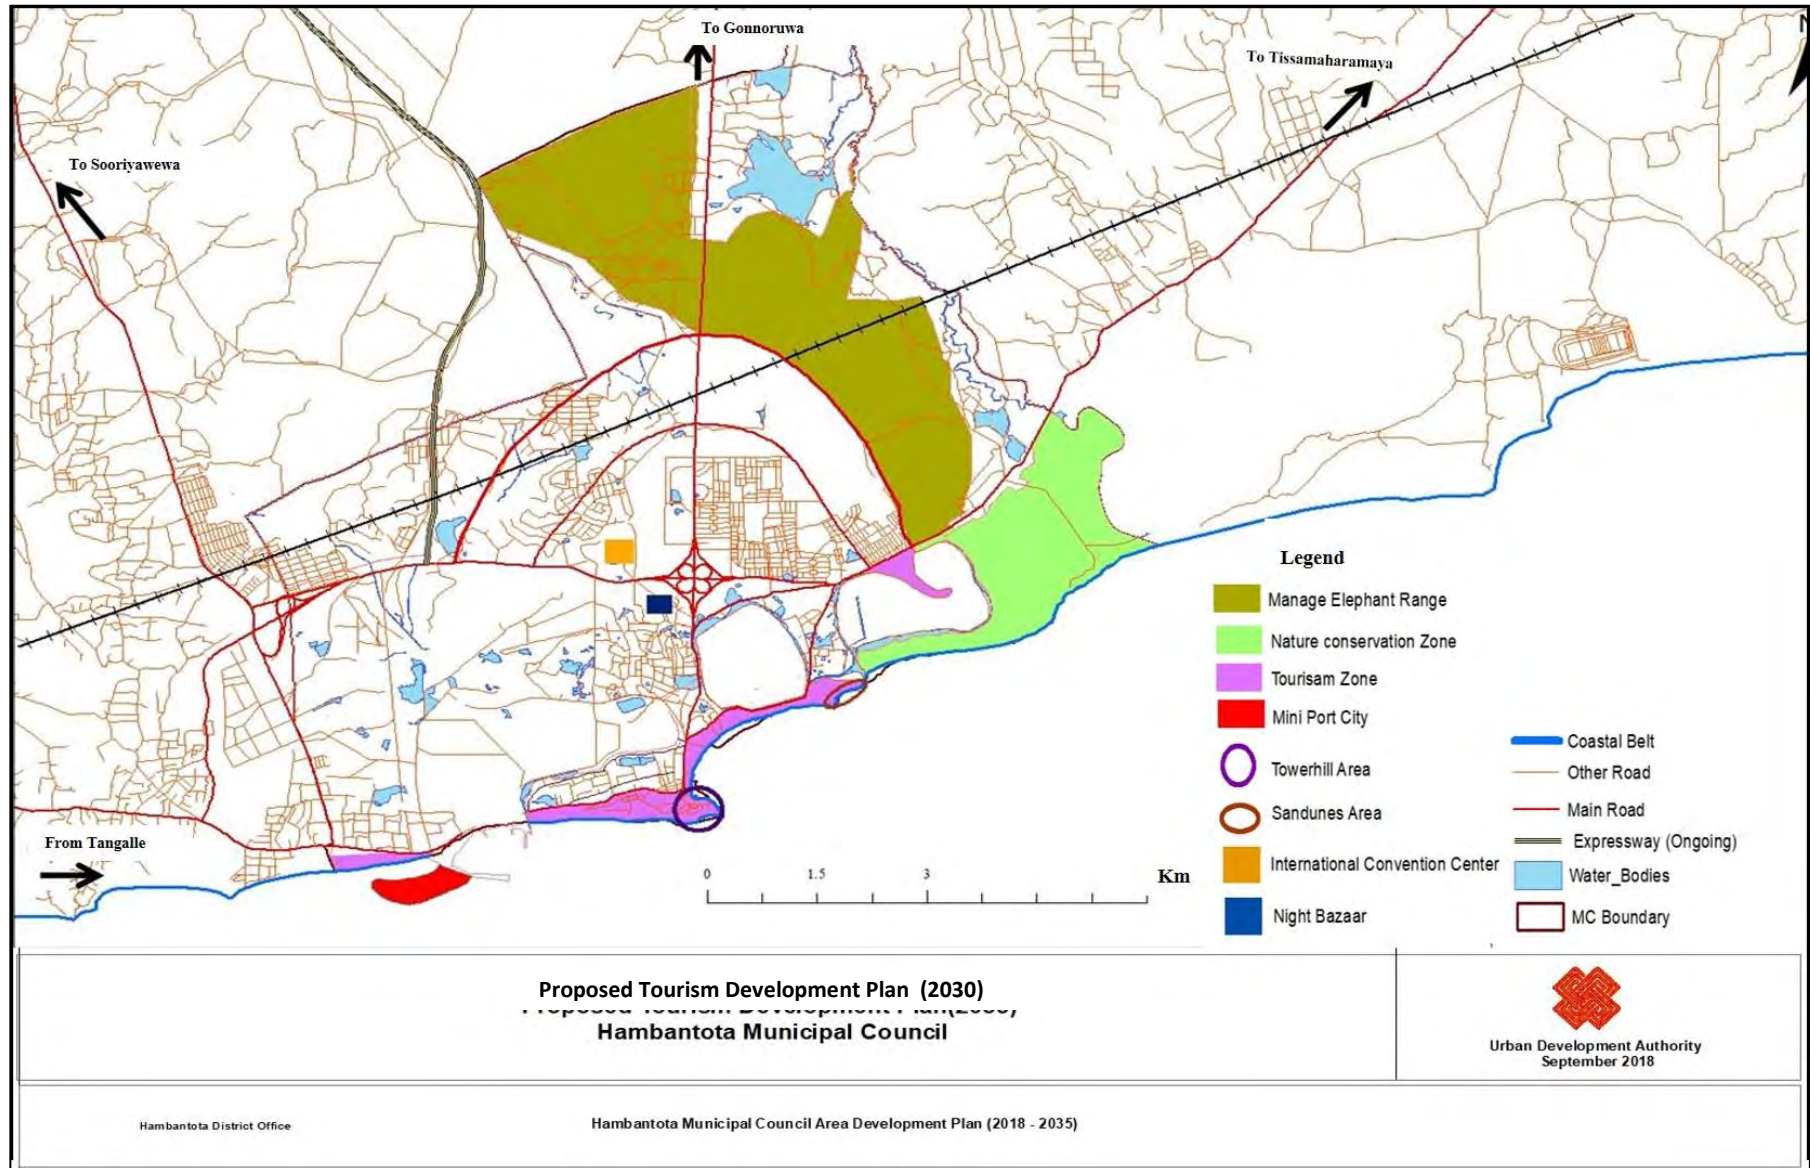 To Gonnoruwa
To Tissamaharamaya
To Sooriyawewa
From Tangalle
0 1.5 3 Km
Legend
Manage Elephant Range
Nature conservation Zone
Tourisam Zone
Mini Port City
Towerhill Area
Sandunes Area
International Convention Center
Night Bazaar
Coastal Belt
Other Road
Main Road
Expressway (Ongoing)
Water_Bodies
MC Boundary
Proposed Tourism Development Plan (2030)
Hambantota Municipal Council
Urban Development Authority
September 2018
Hambantota District Office
Hambantota Municipal Council Area Development Plan (2018 - 2035)